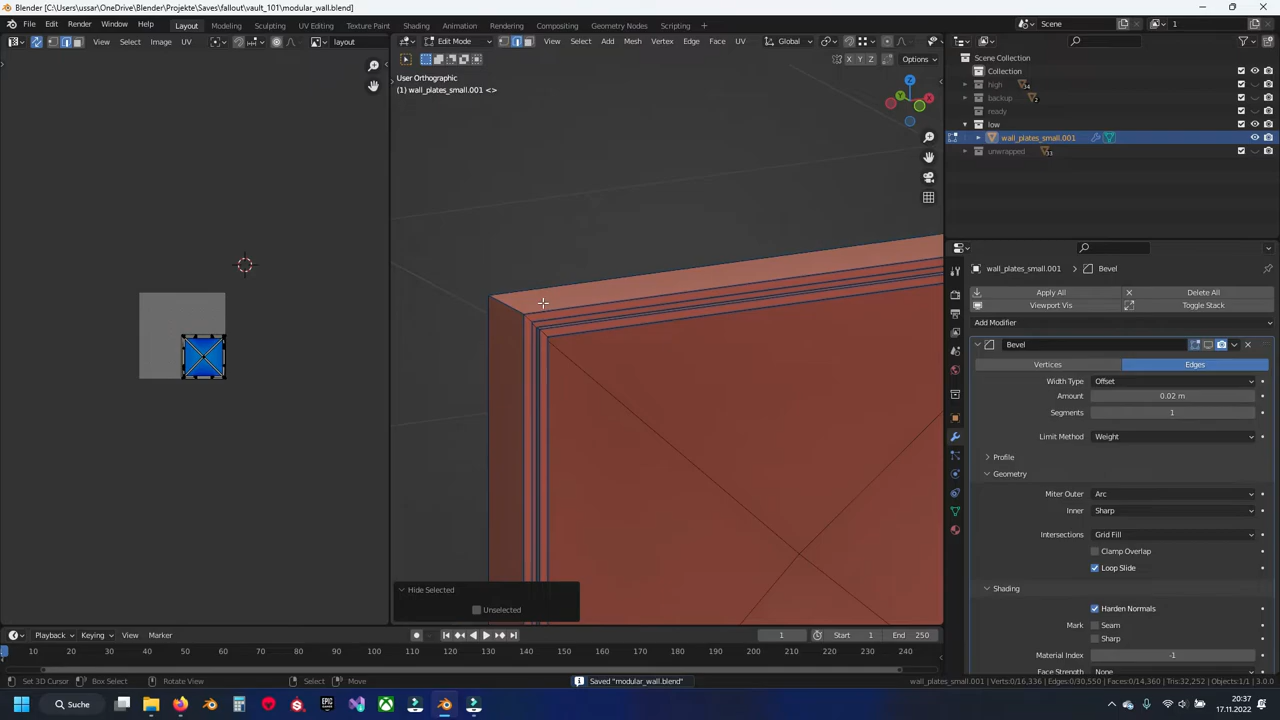 Blender [C:\Users\ussar\OneDrive\Blender\Projekte\Saves\fallout\vault_101\modular_wall.blend]
File Edit Render Window Help Layout Modeling Sculpting UV Editing Texture Paint Shading Animation Rendering Compositing Geometry Nodes Scripting Scene 1
View Select Image UV layout Edit Mode View Select Add Mesh Vertex Edge Face UV Global
X Y Z Options
User Orthographic
(1) wall_plates_small.001 <>
Z
Y
X
Scene Collection
Collection
high 34
backup 2
ready
low
wall_plates_small.001
unwrapped 31
wall_plates_small.001 Bevel
Apply All Delete All
Viewport Vis Toggle Stack
Add Modifier
Bevel
Vertices Edges
Width Type Offset
Amount 0.02 m
Segments 1
Limit Method Weight
Profile
Geometry
Miter Outer Arc
Inner Sharp
Intersections Grid Fill
Clamp Overlap
Loop Slide
Shading
Harden Normals
Mark Seam
Sharp
Material Index -1
Face Strength None
Hide Selected
Unselected
Playback Keying View Marker 1 Start 1 End 250
10 20 30 40 50 60 70 80 90 100 110 120 130 140 150 160 170 180 190 200 210 220 230 240
Set 3D Cursor Box Select Rotate View Select Move Saved "modular_wall.blend" wall_plates_small.001 | Verts:0/16,336 | Edges:0/30,550 | Faces:0/14,360 | Tris:32,252 | Objects:1/1 | 3.0.0
Suche
20:37
17.11.2022